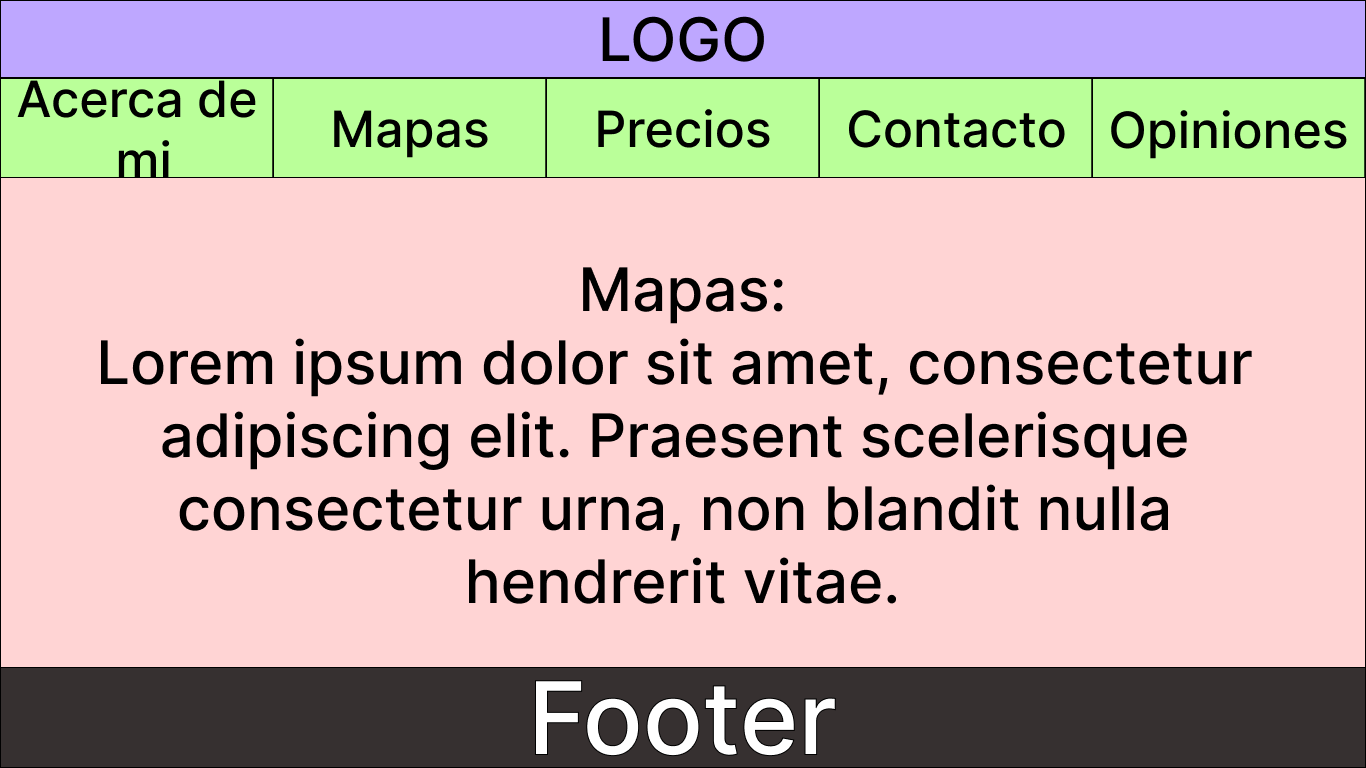 LOGO
Acerca de
mi
Mapas
Precios
Contacto
Opiniones
Mapas:
Lorem ipsum dolor sit amet, consectetur
adipiscing elit. Praesent scelerisque
consectetur urna, non blandit nulla
hendrerit vitae.
Footer